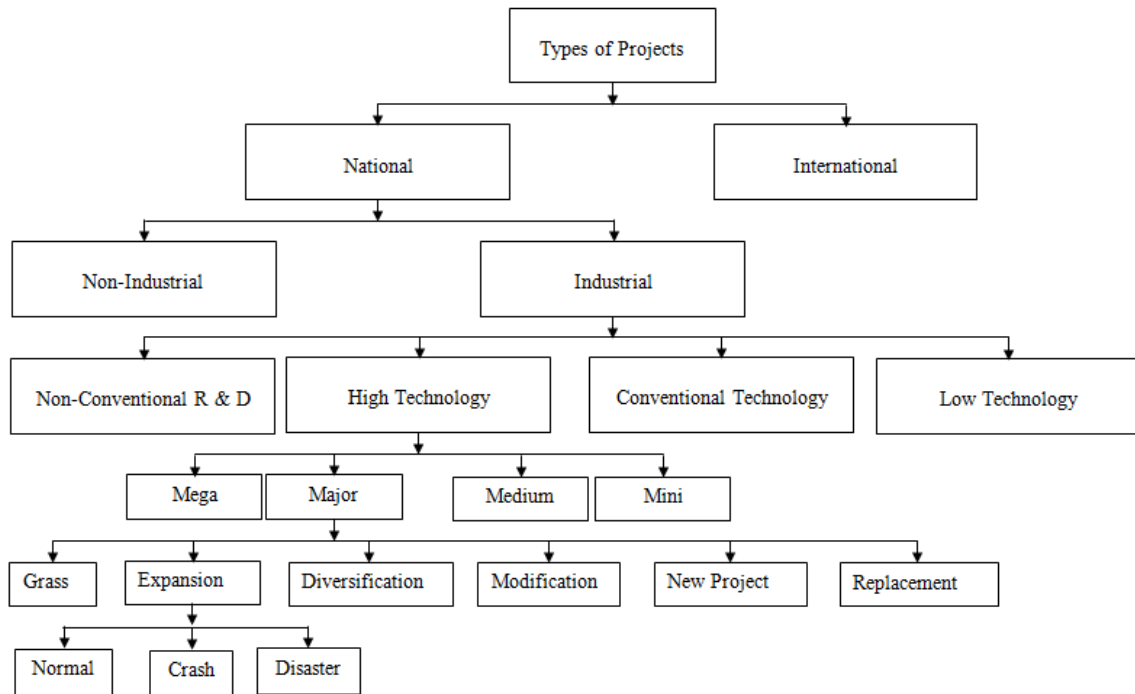 Types of Projects
National
International
Non-Industrial
Industrial
Non-Conventional R & D
High Technology
Conventional Technology
Low Technology
Mega
Major
Medium
Mini
Grass
Expansion
Diversification
Modification
New Project
Replacement
Normal
Crash
Disaster